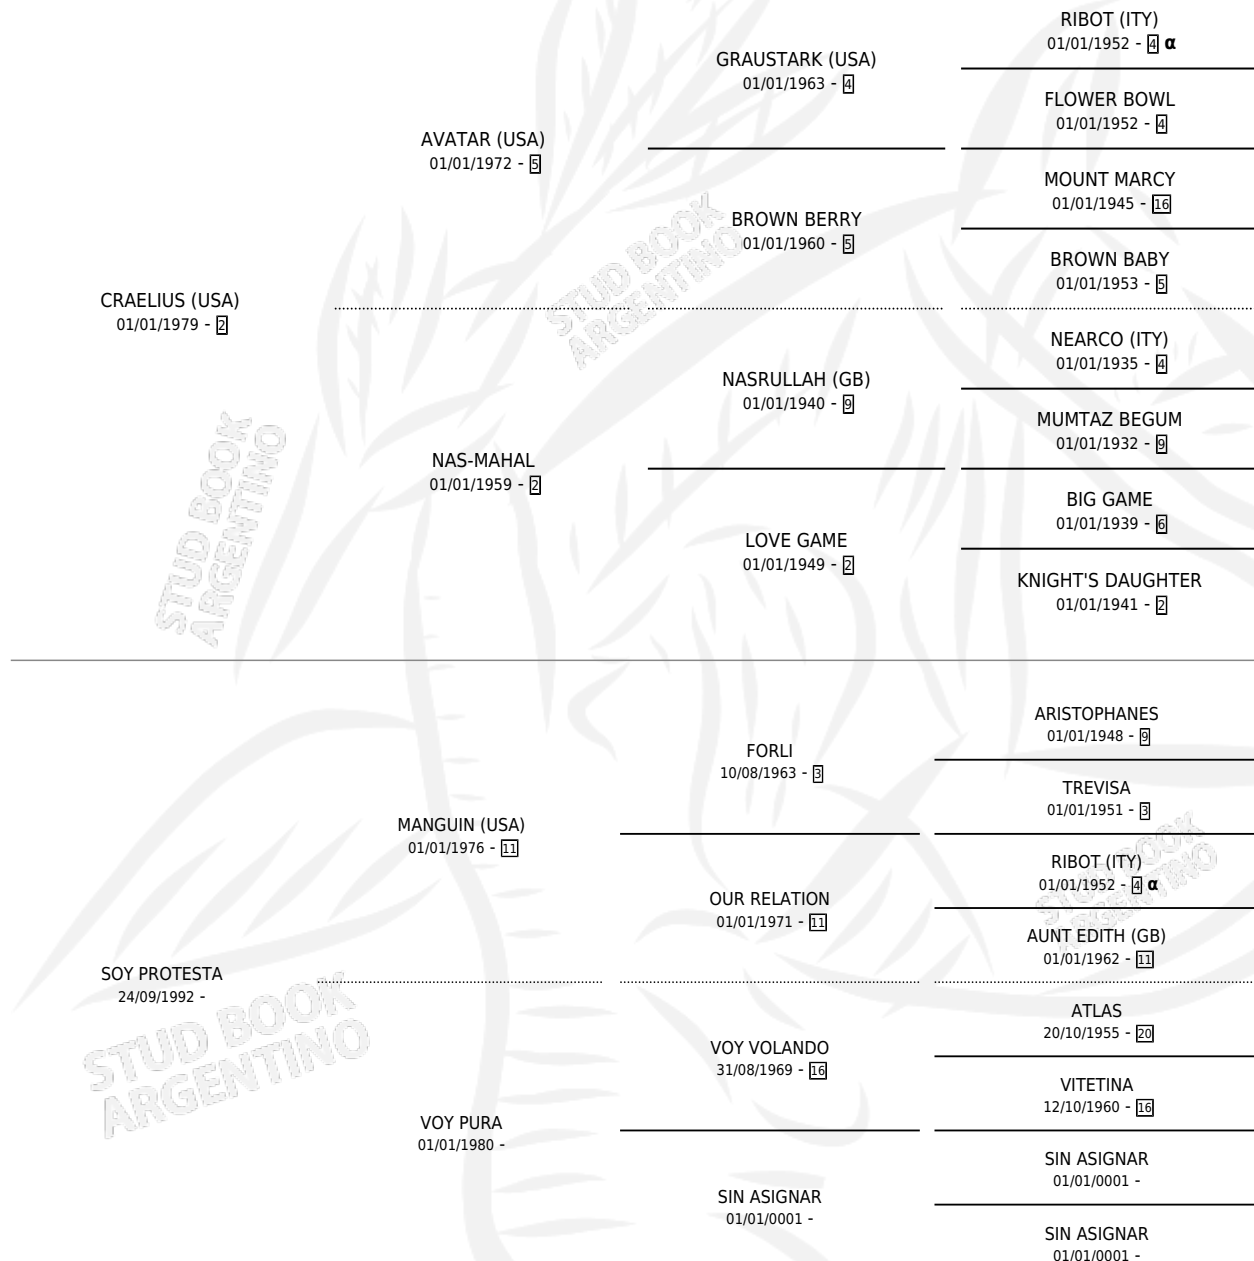 RIBOT (ITY)
01/01/1952 - 4 α
GRAUSTARK (USA)
01/01/1963 - 4
FLOWER BOWL
01/01/1952 - 4
AVATAR (USA)
01/01/1972 - 5
MOUNT MARCY
01/01/1945 - 16
BROWN BERRY
01/01/1960 - 5
BROWN BABY
01/01/1953 - 5
CRAELIUS (USA)
01/01/1979 - 2
NEARCO (ITY)
01/01/1935 - 4
NASRULLAH (GB)
01/01/1940 - 9
MUMTAZ BEGUM
01/01/1932 - 9
NAS-MAHAL
01/01/1959 - 2
BIG GAME
01/01/1939 - 6
LOVE GAME
01/01/1949 - 2
KNIGHT'S DAUGHTER
01/01/1941 - 2
ARISTOPHANES
01/01/1948 - 9
FORLI
10/08/1963 - 3
TREVISA
01/01/1951 - 3
MANGUIN (USA)
01/01/1976 - 11
RIBOT (ITY)
01/01/1952 - 4 α
OUR RELATION
01/01/1971 - 11
AUNT EDITH (GB)
01/01/1962 - 11
SOY PROTESTA
24/09/1992 -
ATLAS
20/10/1955 - 20
VOY VOLANDO
31/08/1969 - 16
VITETINA
12/10/1960 - 16
VOY PURA
01/01/1980 -
SIN ASIGNAR
01/01/0001 -
SIN ASIGNAR
01/01/0001 -
SIN ASIGNAR
01/01/0001 -
STUD BOOK
ARGENTINO
STUD BOOK
ARGENTINO
STUD BOOK
ARGENTINO
STUD BOOK
ARGENTINO